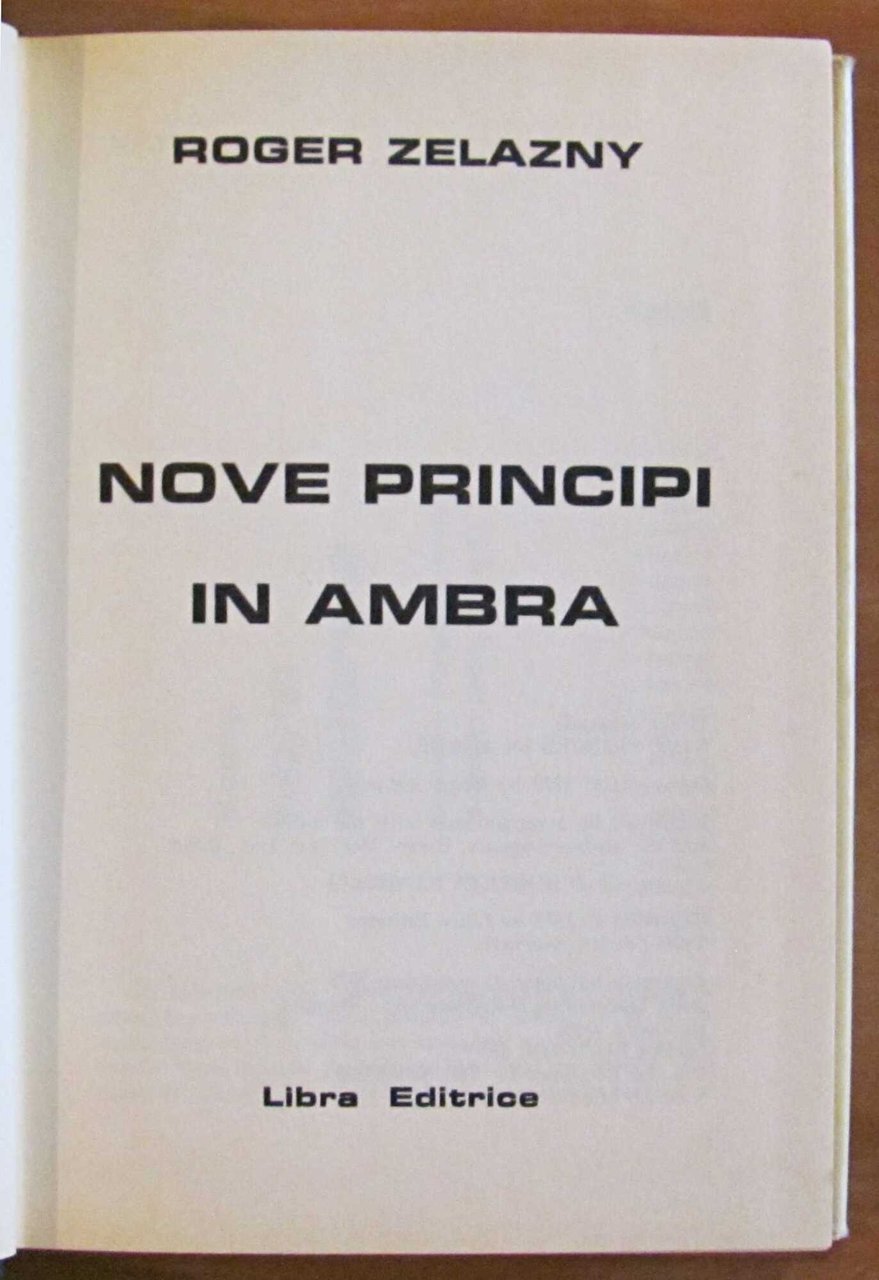 ROGER ZELAZNY
NOVE PRINCIPI
IN AMBRA
Libra Editrice